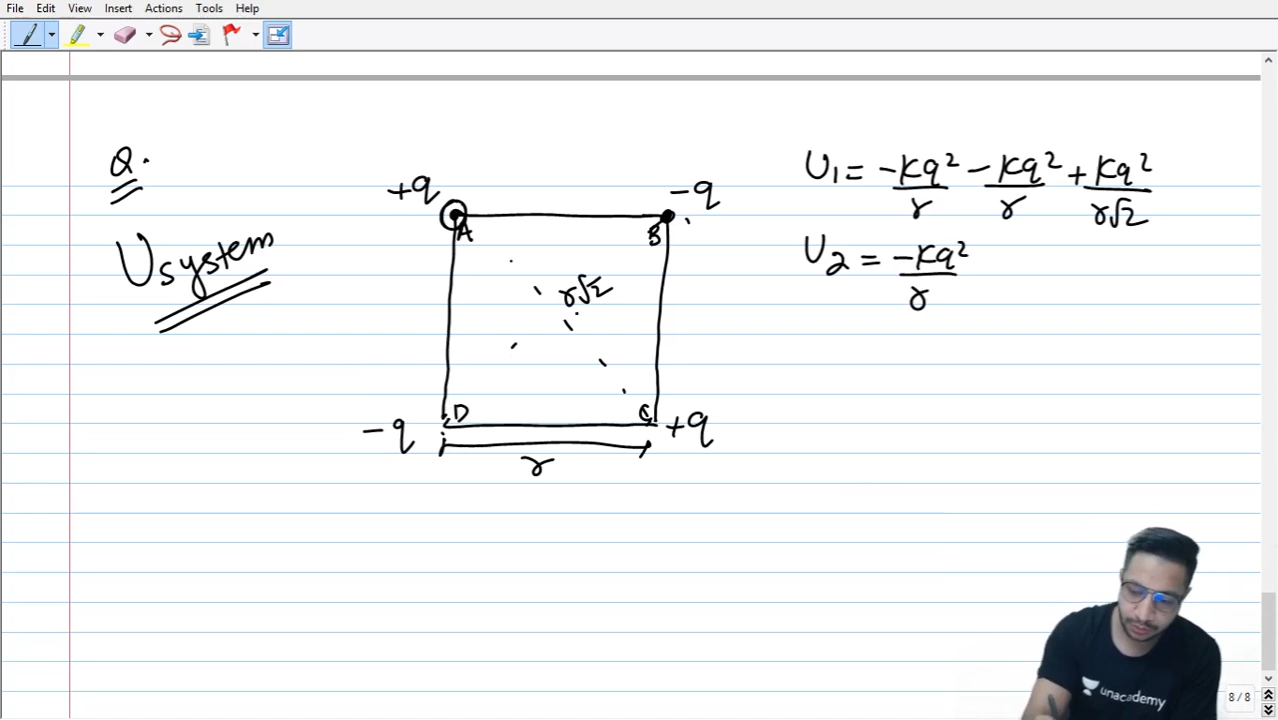 File Edit View Insert Actions Tools Help
Q.
Usystem
+q
-q
A
B
r√2
D
C
-q
+q
r
U₁ = -Kq²/r - Kq²/r + Kq²/r√2
U₂ = -Kq²/r
unacademy
8 / 8